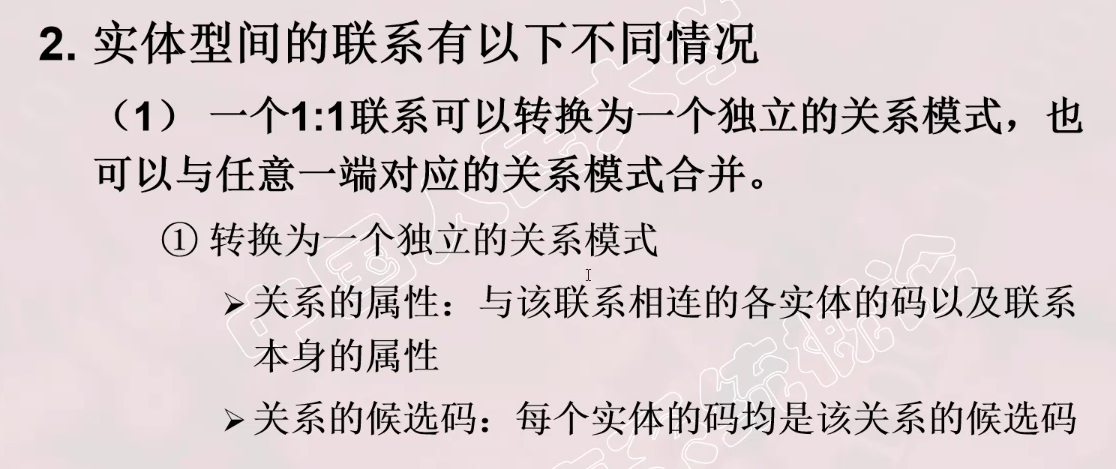 2. 实体型间的联系有以下不同情况
（1） 一个1:1联系可以转换为一个独立的关系模式，也
可以与任意一端对应的关系模式合并。
① 转换为一个独立的关系模式
➢关系的属性：与该联系相连的各实体的码以及联系
本身的属性
➢关系的候选码：每个实体的码均是该关系的候选码